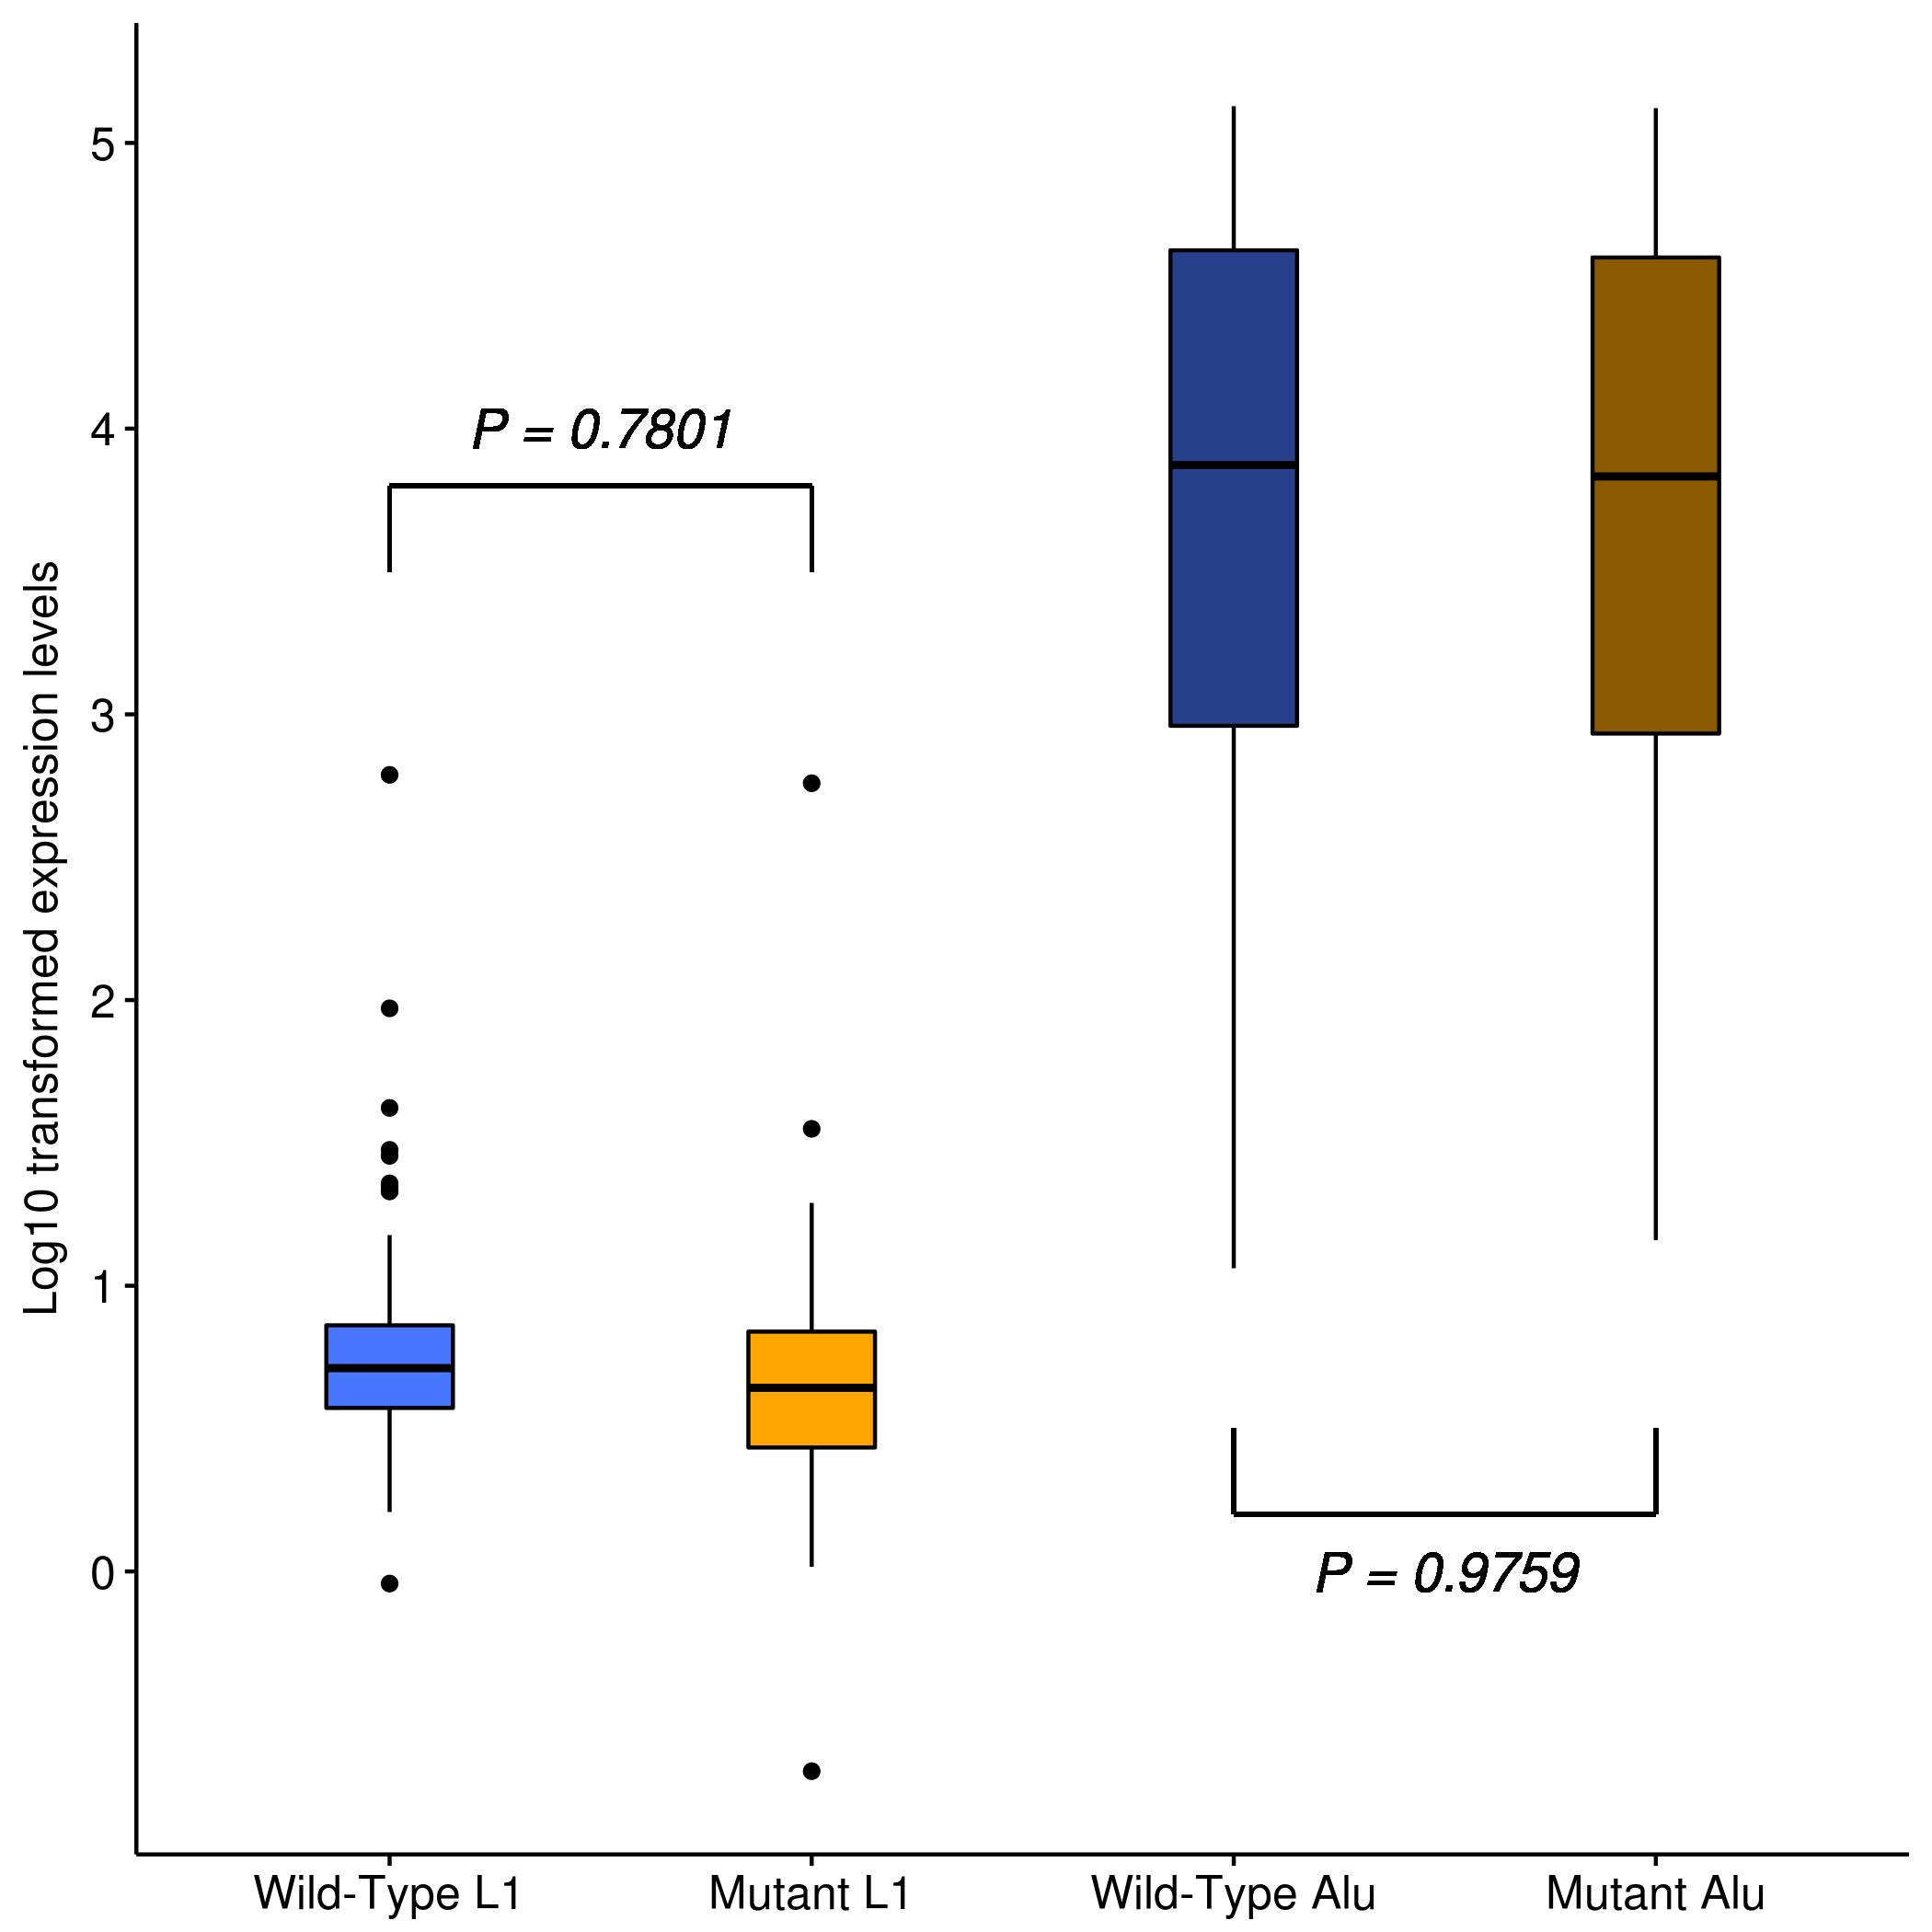 Log10 transformed expression levels
5
4
3
2
1
0
P = 0.7801
P = 0.9759
Wild-Type L1
Mutant L1
Wild-Type Alu
Mutant Alu